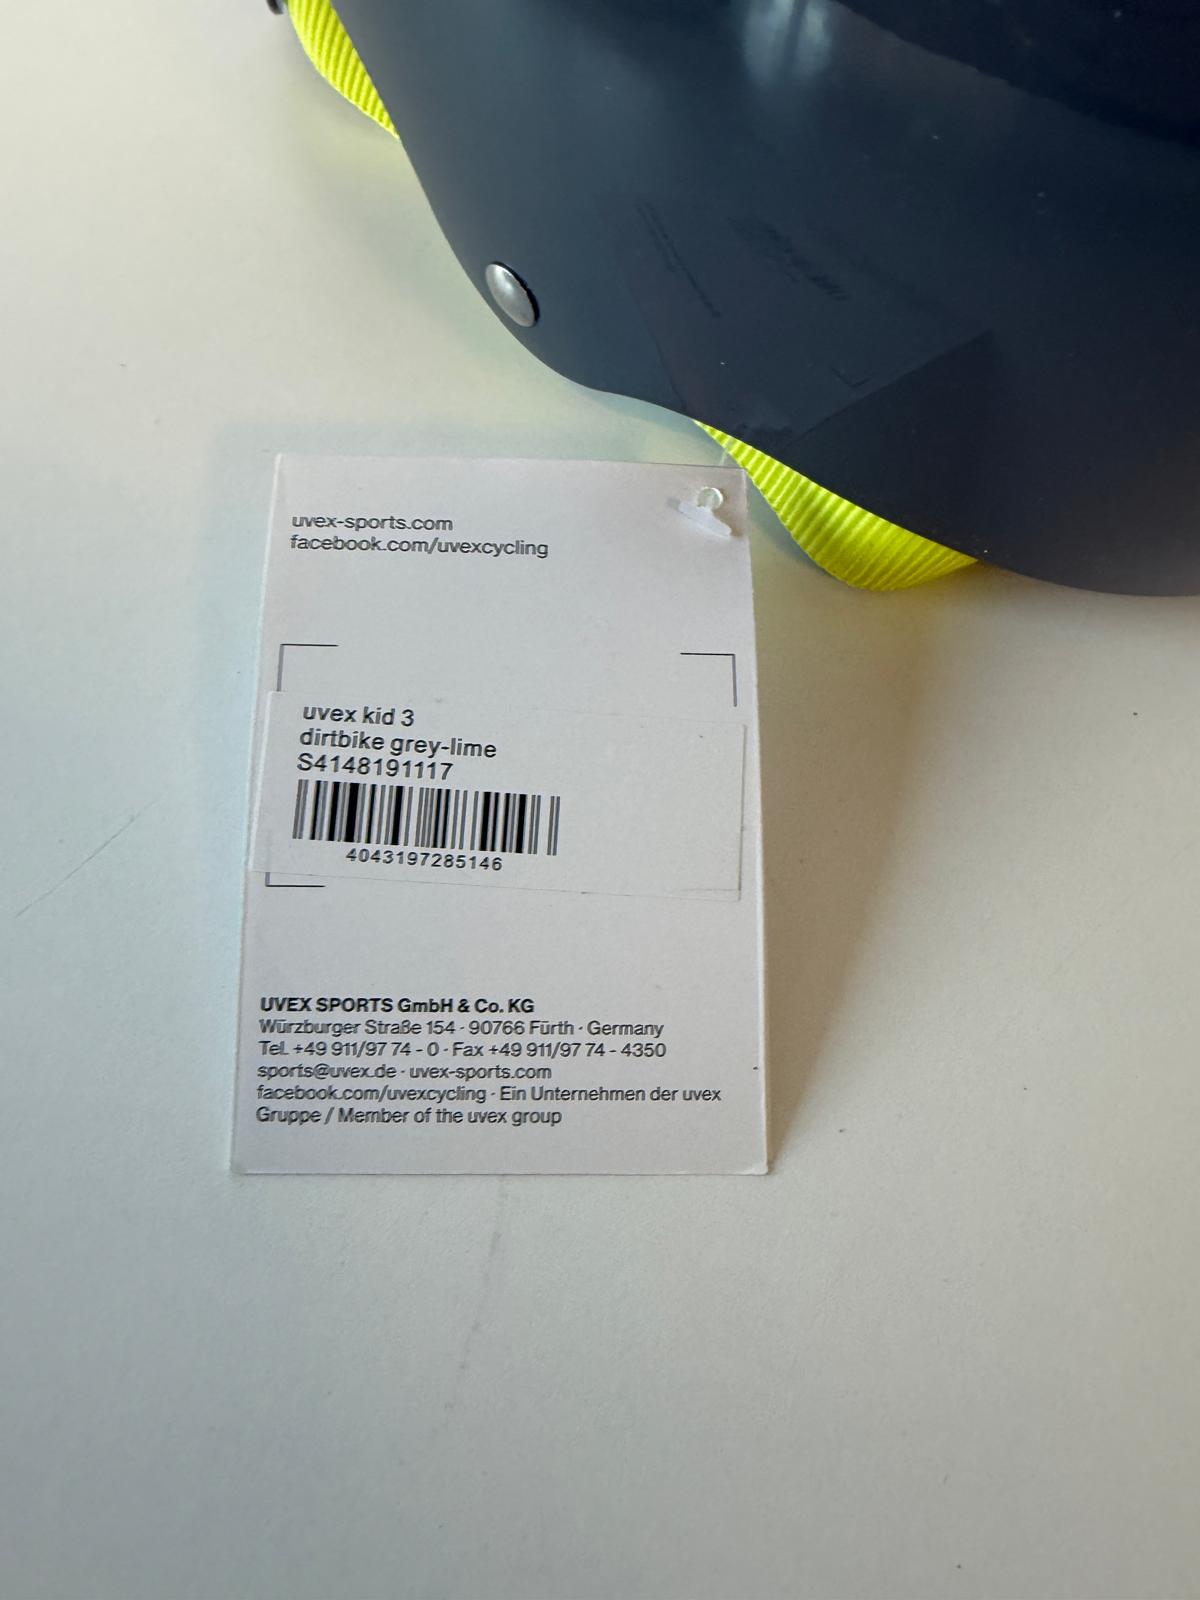 uvex-sports.com
facebook.com/uvexcycling
uvex kid 3
dirtbike grey-lime
S4148191117
4043197285146
UVEX SPORTS GmbH & Co. KG
Würzburger Straße 154 · 90766 Fürth · Germany
Tel. +49 911/97 74 - 0 · Fax +49 911/97 74 - 4350
sports@uvex.de · uvex-sports.com
facebook.com/uvexcycling · Ein Unternehmen der uvex
Gruppe / Member of the uvex group